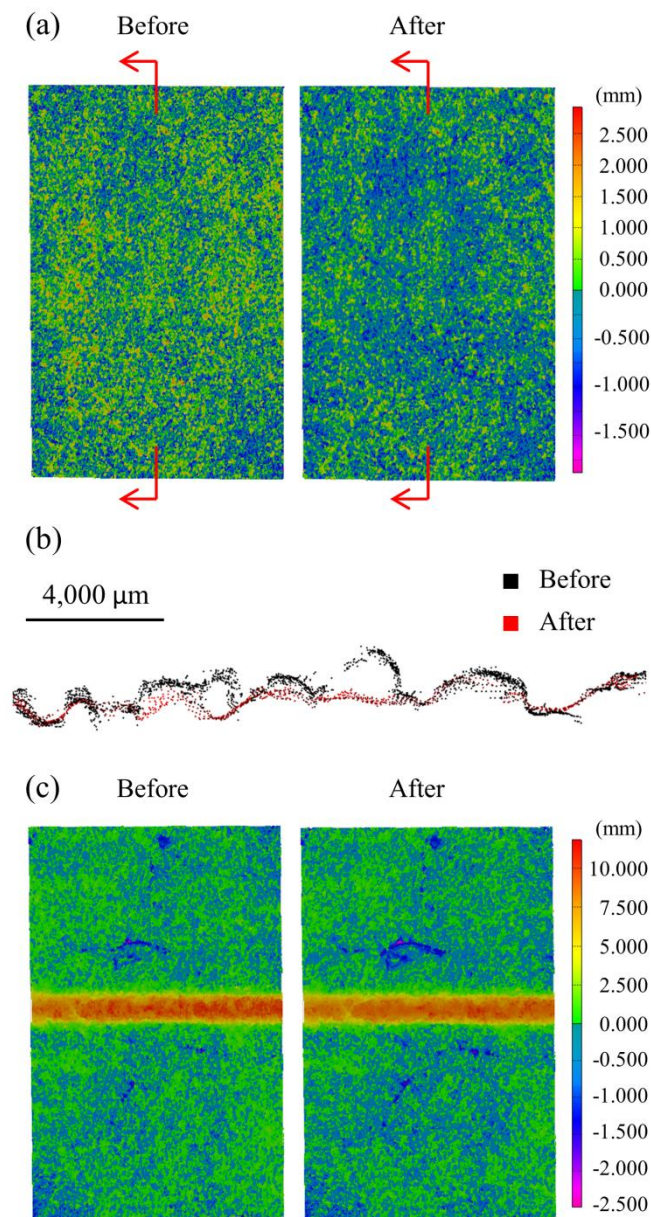 (a)
Before After
(mm)
2.500
2.000
1.500
1.000
0.500
0.000
-0.500
-1.000
-1.500
(b)
4,000 μm
Before
After
(c)
Before After
(mm)
10.000
7.500
5.000
2.500
0.000
-0.500
-1.000
-1.500
-2.000
-2.500